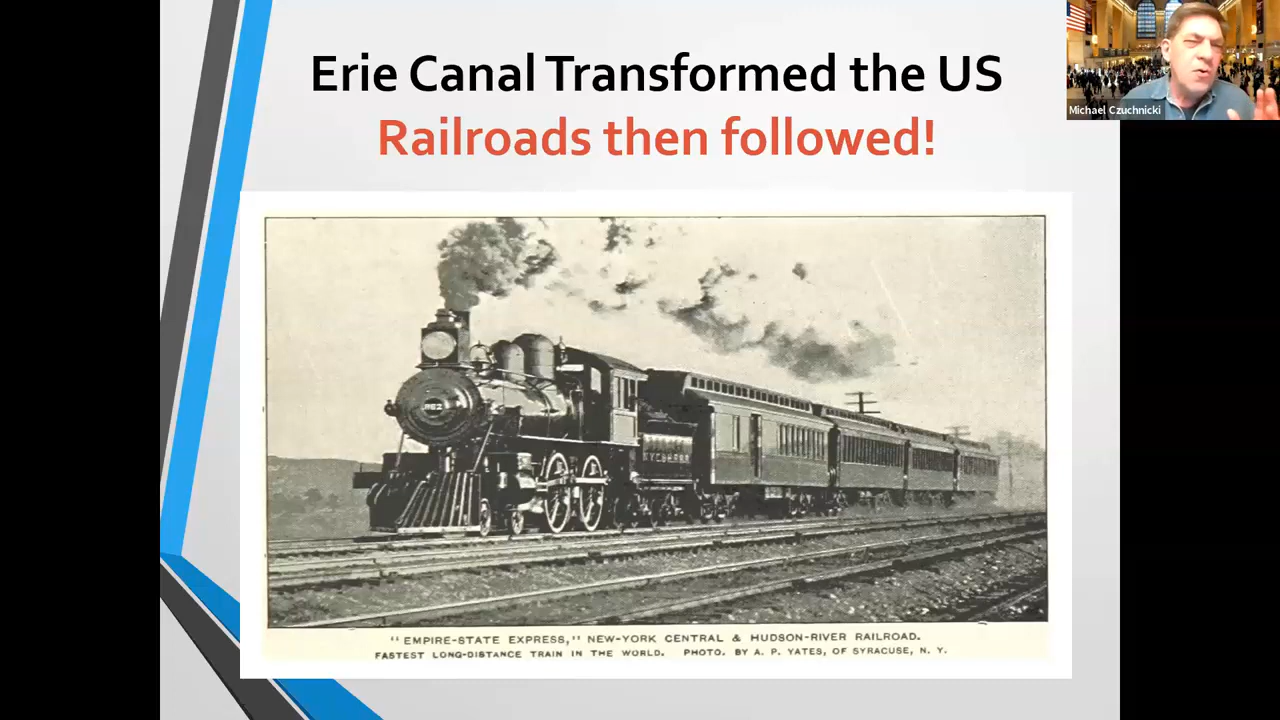 Erie Canal Transformed the US
Railroads then followed!
Michael Czuchnicki
862
"EMPIRE-STATE EXPRESS," NEW-YORK CENTRAL & HUDSON-RIVER RAILROAD.
FASTEST LONG-DISTANCE TRAIN IN THE WORLD. PHOTO. BY A. P. YATES, OF SYRACUSE, N. Y.